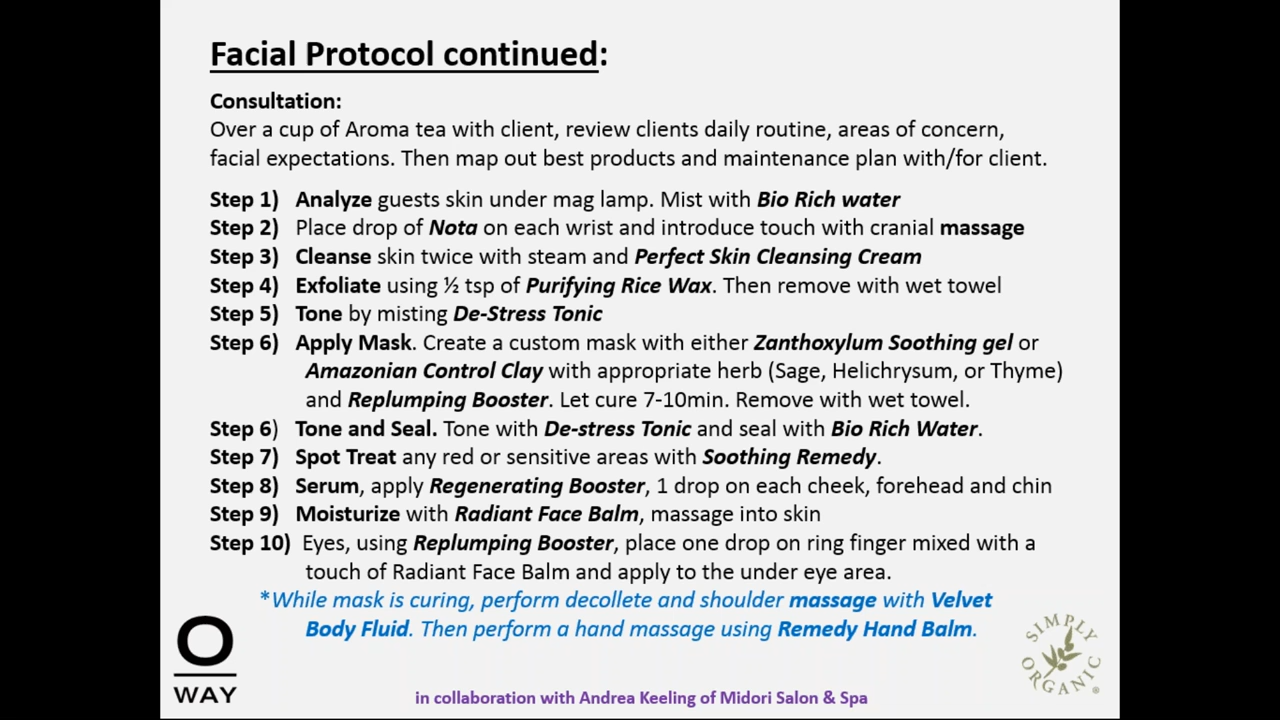 Facial Protocol continued:
Consultation:
Over a cup of Aroma tea with client, review clients daily routine, areas of concern,
facial expectations. Then map out best products and maintenance plan with/for client.
Step 1) Analyze guests skin under mag lamp. Mist with Bio Rich water
Step 2) Place drop of Nota on each wrist and introduce touch with cranial massage
Step 3) Cleanse skin twice with steam and Perfect Skin Cleansing Cream
Step 4) Exfoliate using ½ tsp of Purifying Rice Wax. Then remove with wet towel
Step 5) Tone by misting De-Stress Tonic
Step 6) Apply Mask. Create a custom mask with either Zanthoxylum Soothing gel or
Amazonian Control Clay with appropriate herb (Sage, Helichrysum, or Thyme)
and Replumping Booster. Let cure 7-10min. Remove with wet towel.
Step 6) Tone and Seal. Tone with De-stress Tonic and seal with Bio Rich Water.
Step 7) Spot Treat any red or sensitive areas with Soothing Remedy.
Step 8) Serum, apply Regenerating Booster, 1 drop on each cheek, forehead and chin
Step 9) Moisturize with Radiant Face Balm, massage into skin
Step 10) Eyes, using Replumping Booster, place one drop on ring finger mixed with a
touch of Radiant Face Balm and apply to the under eye area.
*While mask is curing, perform decollete and shoulder massage with Velvet
Body Fluid. Then perform a hand massage using Remedy Hand Balm.
O
WAY
SIMPLY
ORGANIC®
in collaboration with Andrea Keeling of Midori Salon & Spa